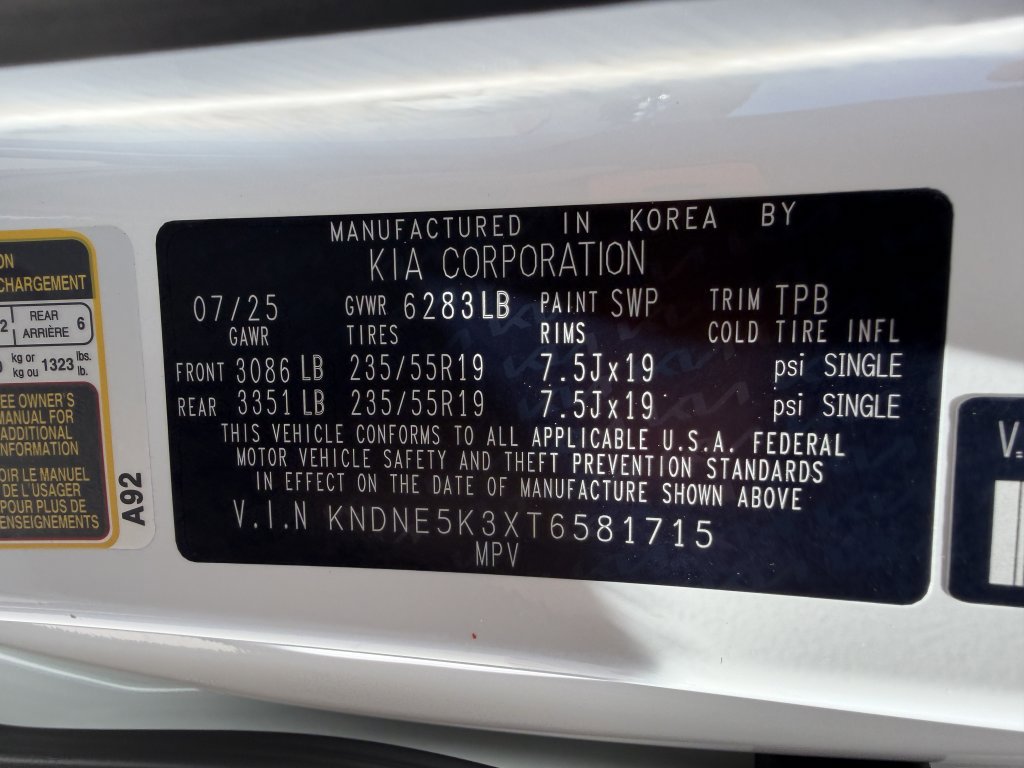 MANUFACTURED IN KOREA BY
KIA CORPORATION
07/25 GVWR 6283LB PAINT SWP TRIM TPB
GAWR TIRES RIMS COLD TIRE INFL
FRONT 3086 LB 235/55R19 7.5Jx19 psi SINGLE
REAR 3351 LB 235/55R19 7.5Jx19 psi SINGLE
THIS VEHICLE CONFORMS TO ALL APPLICABLE U.S.A. FEDERAL
MOTOR VEHICLE SAFETY AND THEFT PREVENTION STANDARDS
IN EFFECT ON THE DATE OF MANUFACTURE SHOWN ABOVE
V.I.N KNDNE5K3XT6581715
MPV
CHARGEMENT
2 REAR
ARRIÈRE 6
kg or
kg ou 1323 lbs.
lb.
OWNER'S
MANUAL FOR
ADDITIONAL
INFORMATION
LE MANUEL
DE L'USAGER
POUR PLUS DE
RENSEIGNEMENTS
A92